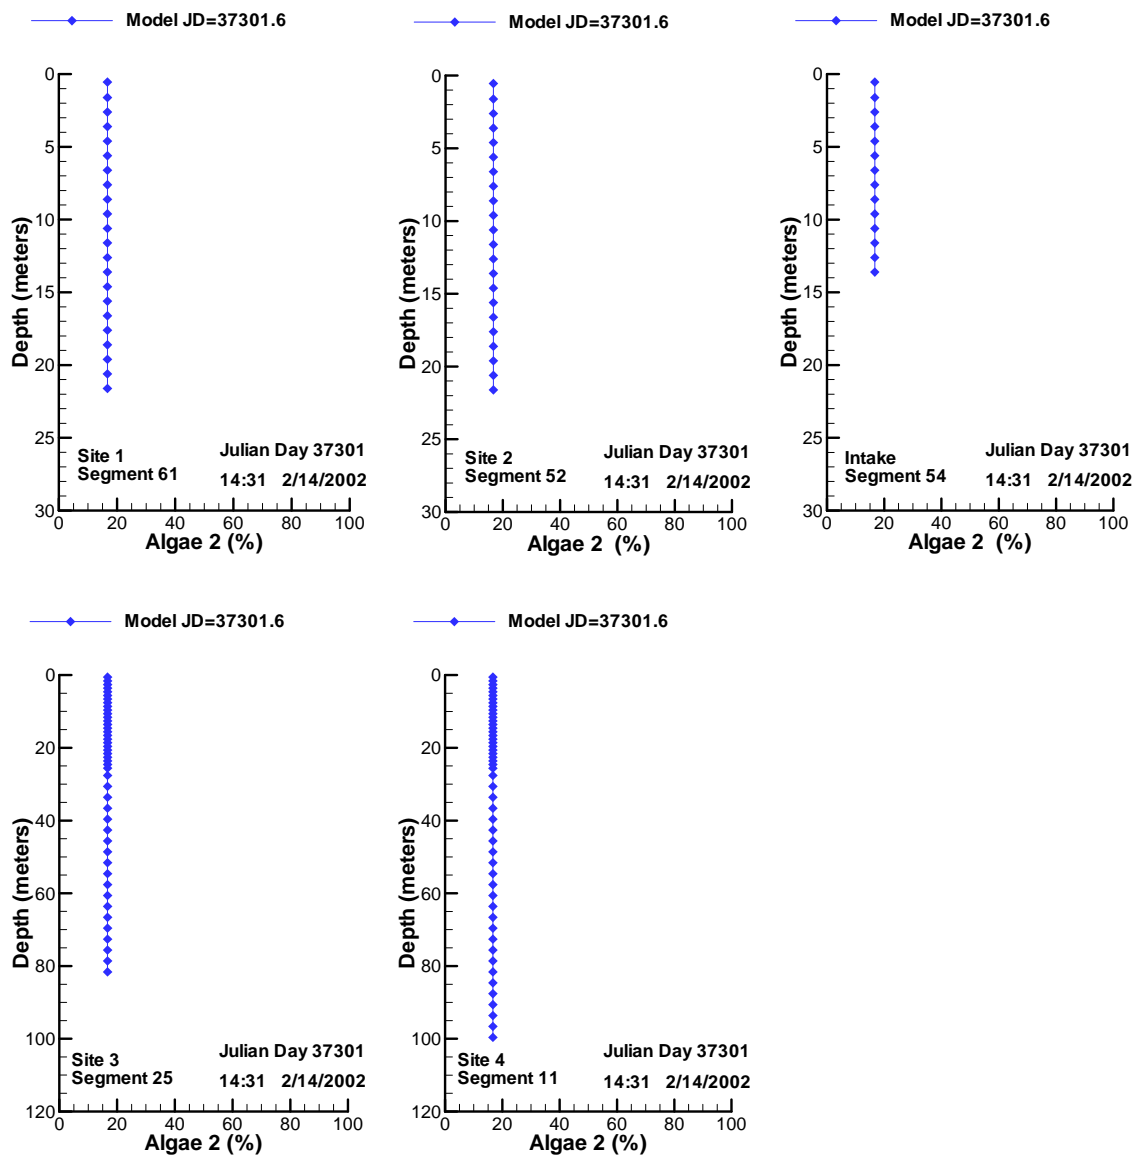 Model JD=37301.6
0
5
10
15
20
25
30
Depth (meters)
Site 1
Segment 61
Julian Day 37301
14:31 2/14/2002
0 20 40 60 80 100
Algae 2 (%)
Model JD=37301.6
0
5
10
15
20
25
30
Depth (meters)
Site 2
Segment 52
Julian Day 37301
14:31 2/14/2002
0 20 40 60 80 100
Algae 2 (%)
Model JD=37301.6
0
5
10
15
20
25
30
Depth (meters)
Intake
Segment 54
Julian Day 37301
14:31 2/14/2002
0 20 40 60 80 100
Algae 2 (%)
Model JD=37301.6
0
20
40
60
80
100
120
Depth (meters)
Site 3
Segment 25
Julian Day 37301
14:31 2/14/2002
0 20 40 60 80 100
Algae 2 (%)
Model JD=37301.6
0
20
40
60
80
100
120
Depth (meters)
Site 4
Segment 11
Julian Day 37301
14:31 2/14/2002
0 20 40 60 80 100
Algae 2 (%)